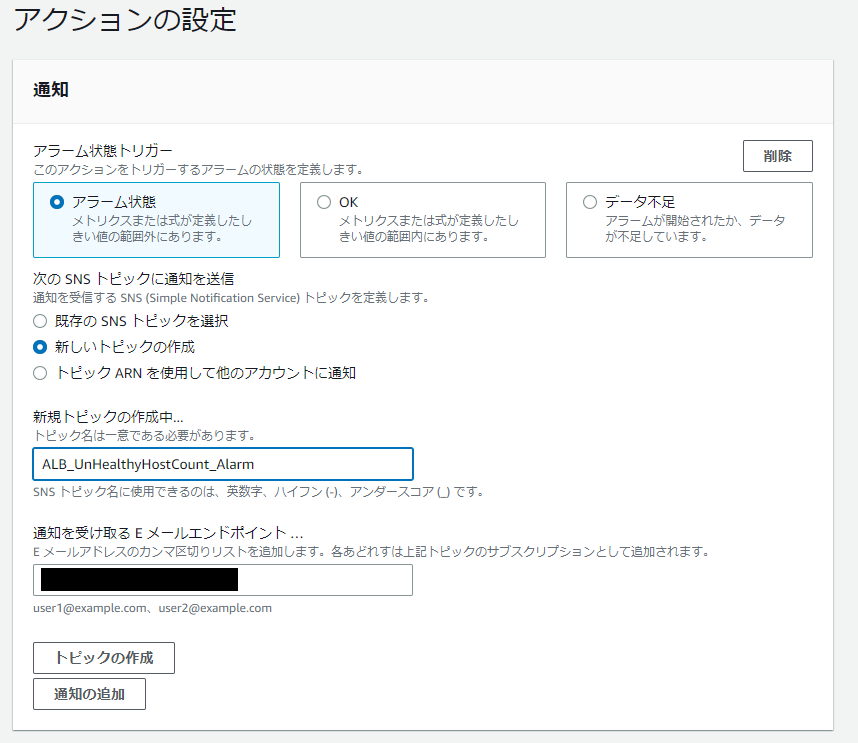 アクションの設定
通知
アラーム状態トリガー
このアクションをトリガーするアラームの状態を定義します。
削除
アラーム状態
メトリクスまたは式が定義したし
きい値の範囲外にあります。
OK
メトリクスまたは式が定義したし
きい値の範囲内にあります。
データ不足
アラームが開始されたか、データ
が不足しています。
次の SNS トピックに通知を送信
通知を受信する SNS (Simple Notification Service) トピックを定義します。
既存の SNS トピックを選択
新しいトピックの作成
トピック ARN を使用して他のアカウントに通知
新規トピックの作成中...
トピック名は一意である必要があります。
ALB_UnHealthyHostCount_Alarm
SNS トピック名に使用できるのは、英数字、ハイフン (-)、アンダースコア (_) です。
通知を受け取る E メールエンドポイント ...
E メールアドレスのカンマ区切りリストを追加します。各あどれすは上記トピックのサブスクリプションとして追加されます。
user1@example.com、user2@example.com
トピックの作成
通知の追加